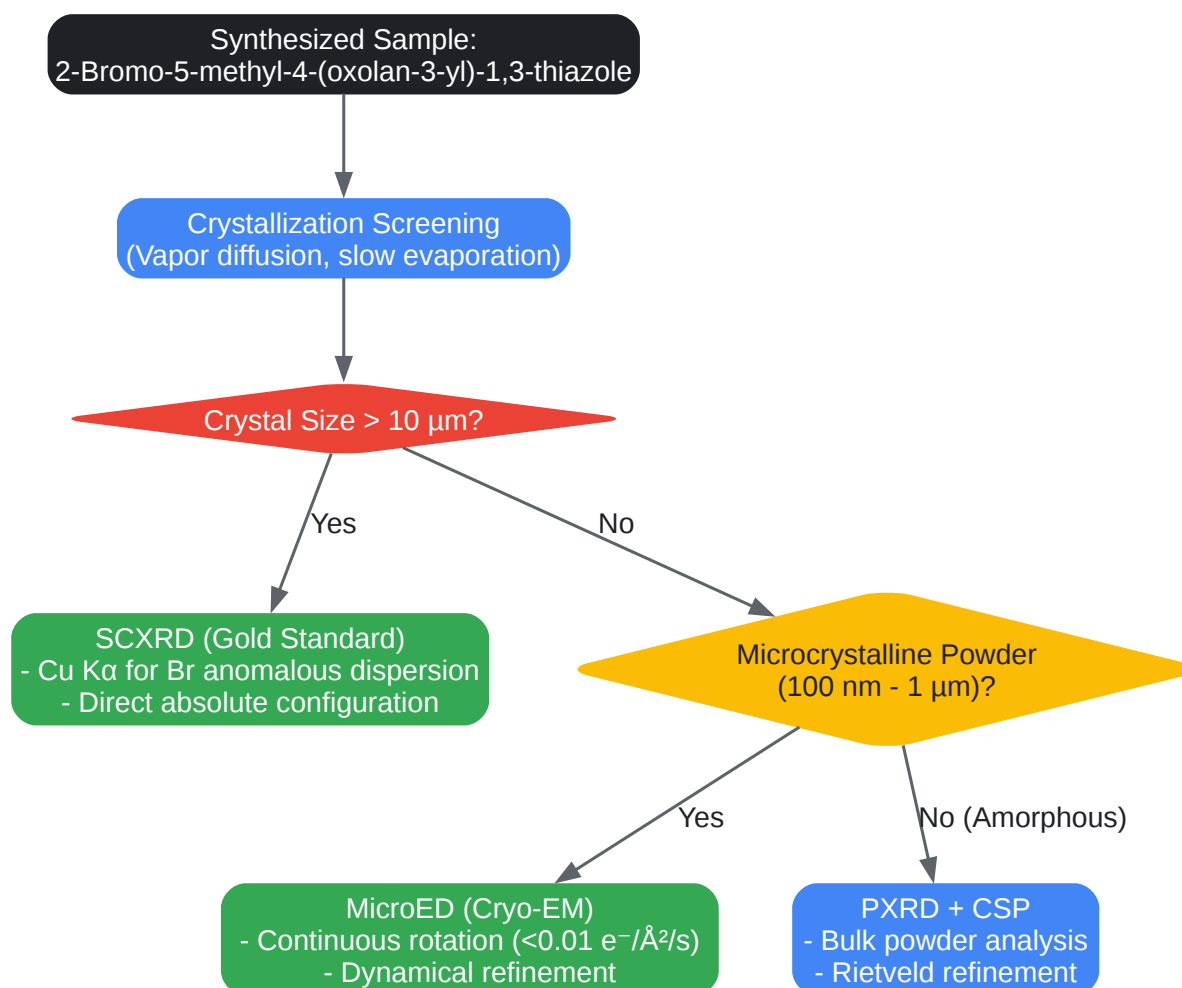 Synthesized Sample:
2-Bromo-5-methyl-4-(oxolan-3-yl)-1,3-thiazole
Crystallization Screening
(Vapor diffusion, slow evaporation)
Crystal Size > 10 µm?
Yes
No
SCXRD (Gold Standard)
- Cu Kα for Br anomalous dispersion
- Direct absolute configuration
Microcrystalline Powder
(100 nm - 1 µm)?
Yes
No (Amorphous)
MicroED (Cryo-EM)
- Continuous rotation (<0.01 e⁻/Å²/s)
- Dynamical refinement
PXRD + CSP
- Bulk powder analysis
- Rietveld refinement